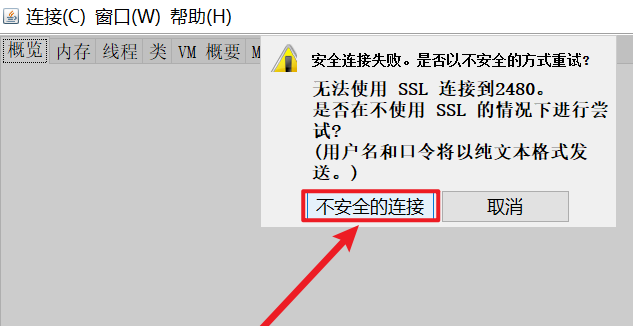 连接(C) 窗口(W) 帮助(H)
概览 内存 线程 类 VM 概要 M
安全连接失败。是否以不安全的方式重试?
无法使用 SSL 连接到2480。
是否在不使用 SSL 的情况下进行尝
试?
(用户名和口令将以纯文本格式发
送。)
不安全的连接 取消